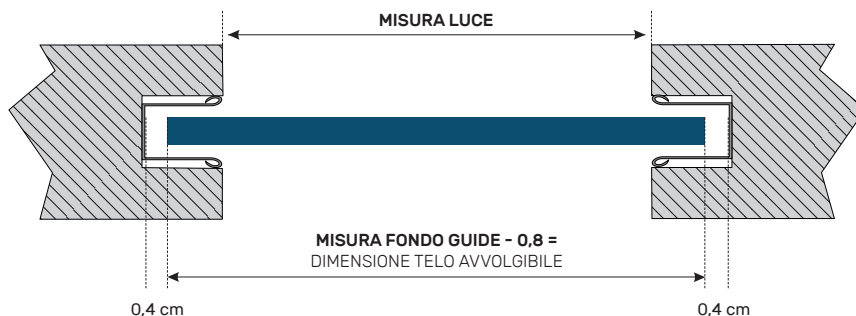 MISURA LUCE
MISURA FONDO GUIDE - 0,8 =
DIMENSIONE TELO AVVOLGIBILE
0,4 cm
0,4 cm